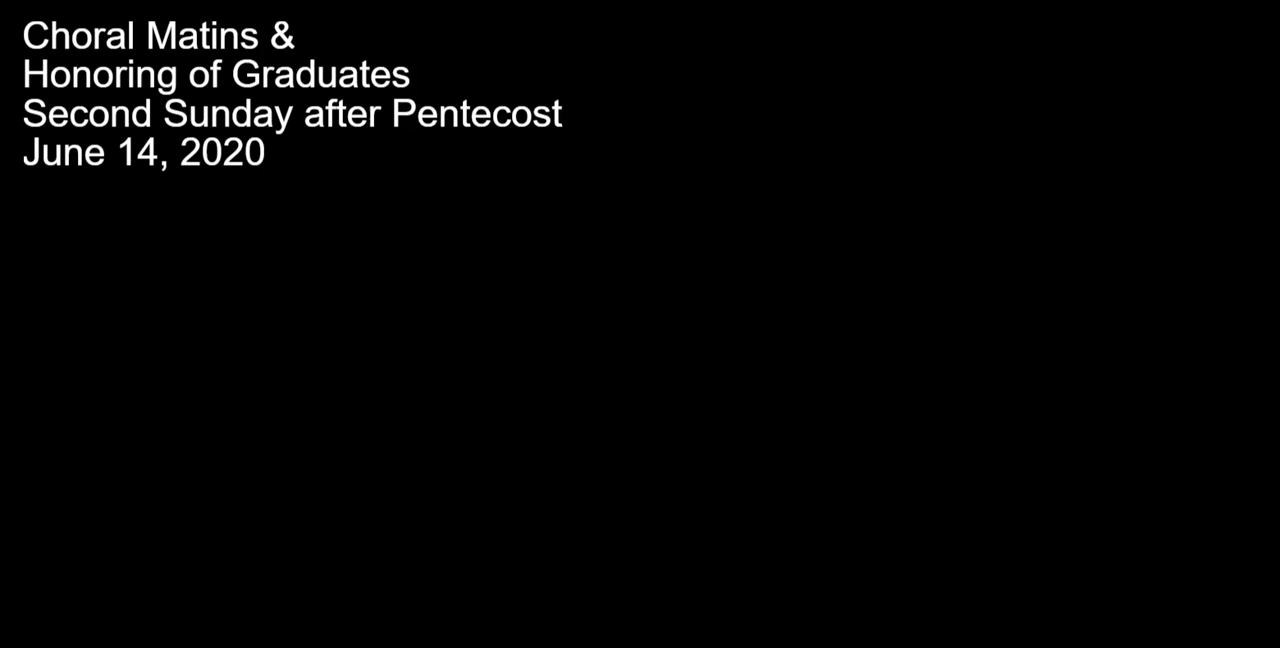 Choral Matins &
Honoring of Graduates
Second Sunday after Pentecost
June 14, 2020